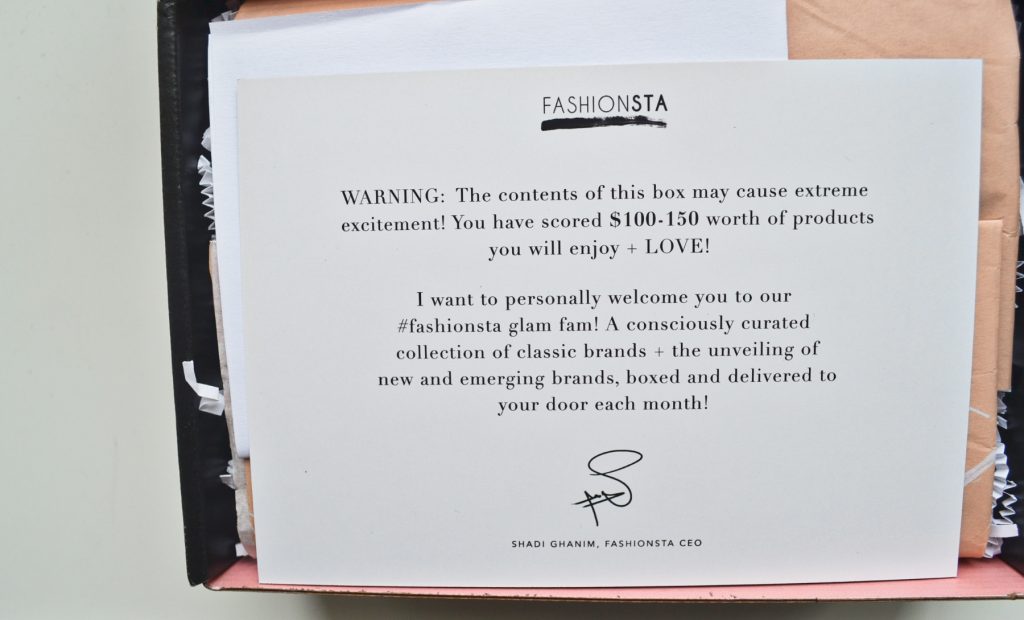 FASHIONSTA
WARNING: The contents of this box may cause extreme
excitement! You have scored $100-150 worth of products
you will enjoy + LOVE!
I want to personally welcome you to our
#fashionsta glam fam! A consciously curated
collection of classic brands + the unveiling of
new and emerging brands, boxed and delivered to
your door each month!
SHADI GHANIM, FASHIONSTA CEO